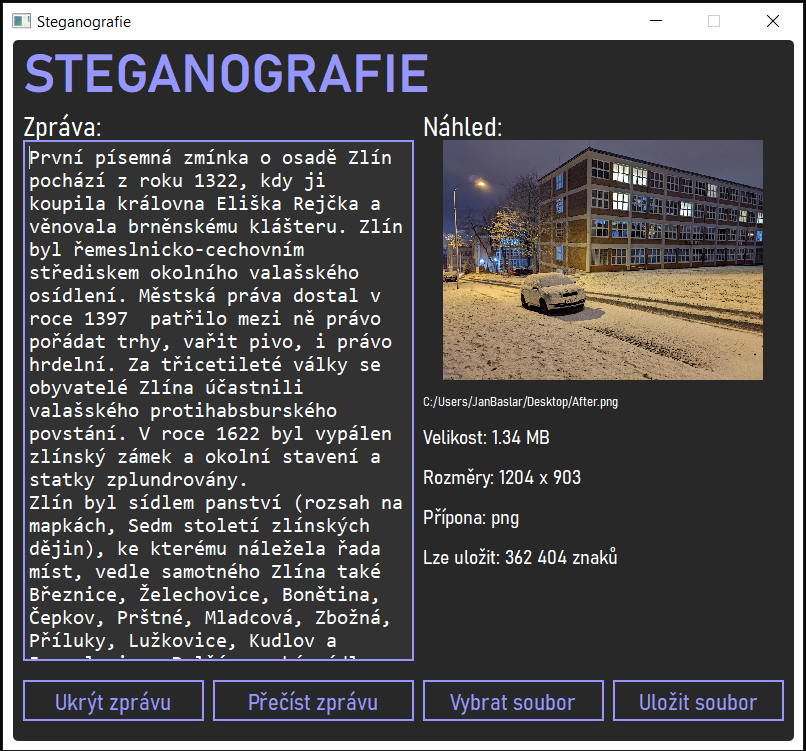 Steganografie
STEGANOGRAFIE
Zpráva:
První písemná zmínka o osadě Zlín
pochází z roku 1322, kdy ji
koupila královna Eliška Rejčka a
věnovala brněnskému klášteru. Zlín
byl řemeslnicko-cechovním
střediskem okolního valašského
osídlení. Městská práva dostal v
roce 1397  patřilo mezi ně právo
pořádat trhy, vařit pivo, i právo
hrdelní. Za třicetileté války se
obyvatelé Zlína účastnili
valašského protihabsburského
povstání. V roce 1622 byl vypálen
zlínský zámek a okolní stavení a
statky zplundrovány.
Zlín byl sídlem panství (rozsah na
mapkách, Sedm století zlínských
dějin), ke kterému náležela řada
míst, vedle samotného Zlína také
Březnice, Želechovice, Bonětina,
Čepkov, Prštné, Mladcová, Zbožná,
Příluky, Lužkovice, Kudlov a
Náhled:
C:/Users/JanBaslar/Desktop/After.png
Velikost: 1.34 MB
Rozměry: 1204 x 903
Přípona: png
Lze uložit: 362 404 znaků
Ukrýt zprávu
Přečíst zprávu
Vybrat soubor
Uložit soubor